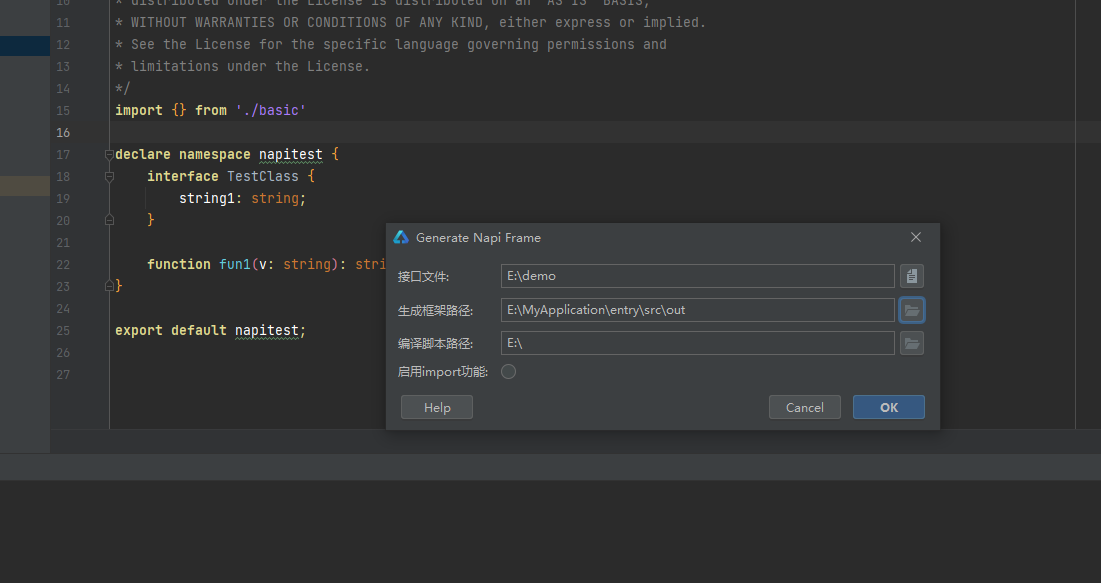 10 * distributed under the License is distributed on an "AS IS" BASIS,
11 * WITHOUT WARRANTIES OR CONDITIONS OF ANY KIND, either express or implied.
12 * See the License for the specific language governing permissions and
13 * limitations under the License.
14 */
15 import {} from './basic'
16
17 declare namespace napitest {
18 interface TestClass {
19 string1: string;
20 }
21
22 function fun1(v: string): stri
23 }
24
25 export default napitest;
26
27
Generate Napi Frame
接口文件: E:\demo
生成框架路径: E:\MyApplication\entry\src\out
编译脚本路径: E:\
启用import功能:
Help Cancel OK